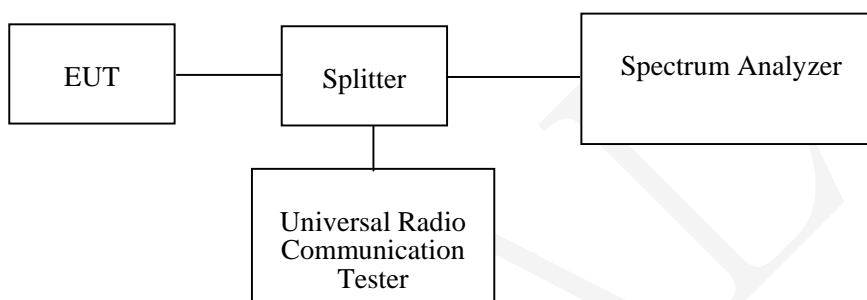 EUT
Splitter
Spectrum Analyzer
Universal Radio
Communication
Tester